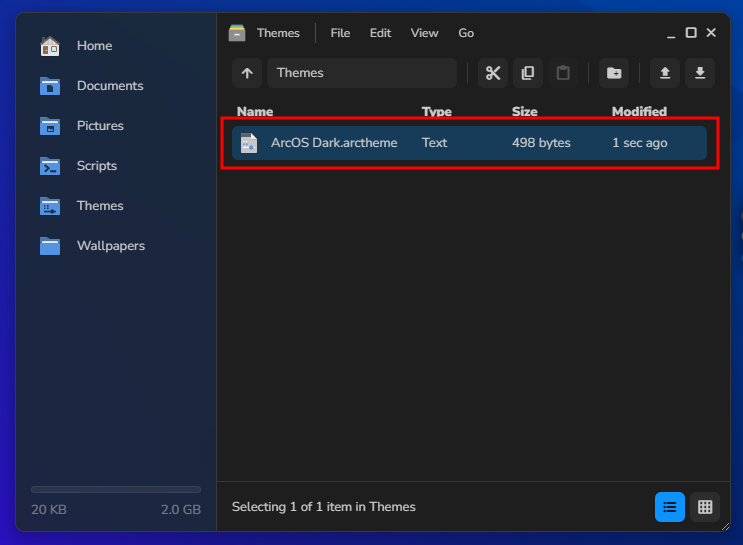 Home
Documents
Pictures
Scripts
Themes
Wallpapers
20 KB 2.0 GB
Themes File Edit View Go
Themes
Name Type Size Modified
ArcOS Dark.arctheme Text 498 bytes 1 sec ago
Selecting 1 of 1 item in Themes